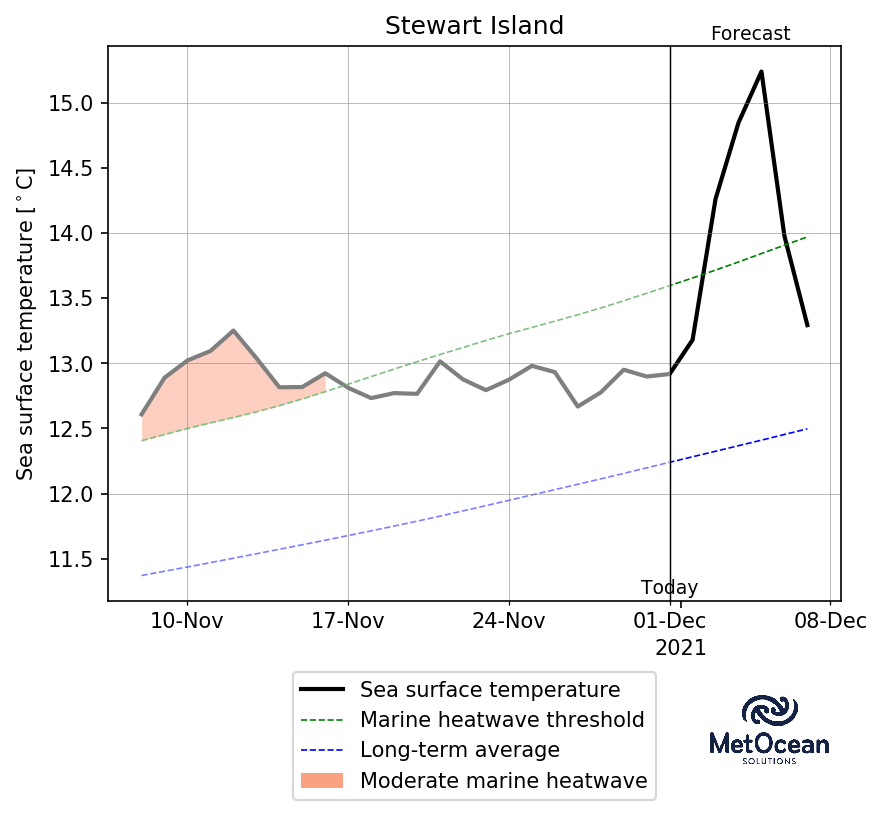 Stewart Island
Forecast
Sea surface temperature [°C]
15.0
14.5
14.0
13.5
13.0
12.5
12.0
11.5
Today
10-Nov 17-Nov 24-Nov 01-Dec 08-Dec
2021
Sea surface temperature
Marine heatwave threshold
Long-term average
Moderate marine heatwave
MetOcean
SOLUTIONS